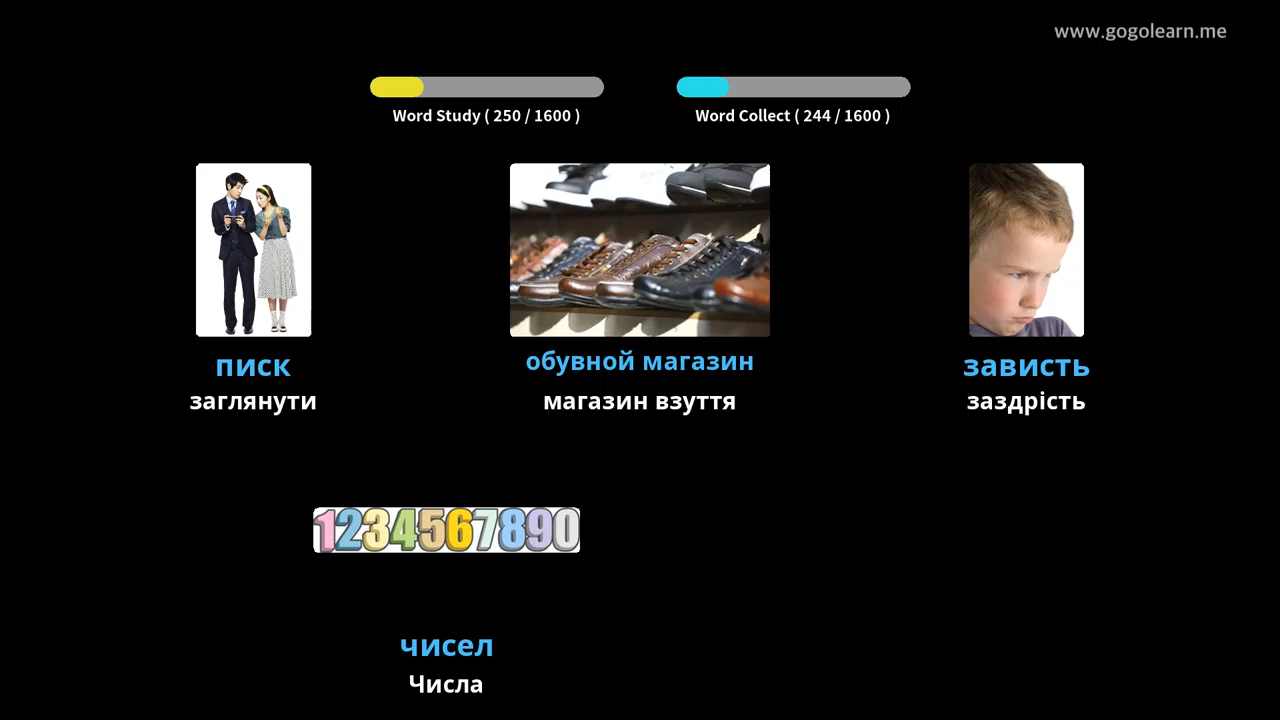 www.gogolearn.me
Word Study ( 250 / 1600 )
Word Collect ( 244 / 1600 )
писк
заглянути
обувной магазин
магазин взуття
зависть
заздрість
1234567890
чисел
Числа